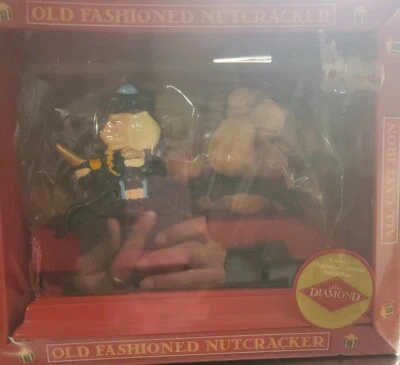 OLD FASHIONED NUTCRACKER
ALL CAST IRON
DIAMOND
OLD FASHIONED NUTCRACKER